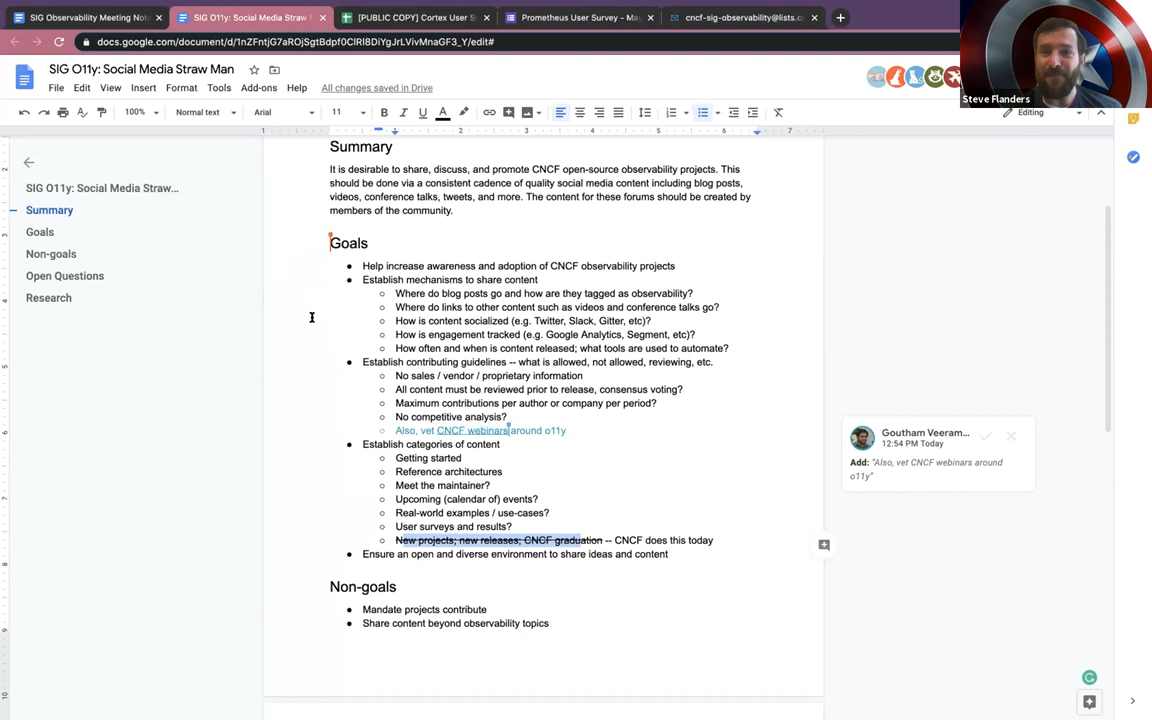 SIG Observability Meeting Not
SIG O11y: Social Media Straw
[PUBLIC COPY] Cortex User S
Prometheus User Survey - May
cncf-sig-observability@lists.c
docs.google.com/document/d/1nZFntjG7aROjSgtBdpf0ClRl8DiYgJrLVivMnaGF3_Y/edit#
SIG O11y: Social Media Straw Man
File Edit View Insert Format Tools Add-ons Help All changes saved in Drive
Steve Flanders
100% Normal text Arial 11 Editing
1 1 2 3 4 5 6 7
SIG O11y: Social Media Straw...
Summary
Goals
Non-goals
Open Questions
Research
Summary
It is desirable to share, discuss, and promote CNCF open-source observability projects. This
should be done via a consistent cadence of quality social media content including blog posts,
videos, conference talks, tweets, and more. The content for these forums should be created by
members of the community.
Goals
● Help increase awareness and adoption of CNCF observability projects
● Establish mechanisms to share content
○ Where do blog posts go and how are they tagged as observability?
○ Where do links to other content such as videos and conference talks go?
○ How is content socialized (e.g. Twitter, Slack, Gitter, etc)?
○ How is engagement tracked (e.g. Google Analytics, Segment, etc)?
○ How often and when is content released; what tools are used to automate?
● Establish contributing guidelines -- what is allowed, not allowed, reviewing, etc.
○ No sales / vendor / proprietary information
○ All content must be reviewed prior to release, consensus voting?
○ Maximum contributions per author or company per period?
○ No competitive analysis?
○ Also, vet CNCF webinars around o11y
● Establish categories of content
○ Getting started
○ Reference architectures
○ Meet the maintainer?
○ Upcoming (calendar of) events?
○ Real-world examples / use-cases?
○ User surveys and results?
○ New projects; new releases; CNCF graduation -- CNCF does this today
● Ensure an open and diverse environment to share ideas and content
Non-goals
● Mandate projects contribute
● Share content beyond observability topics
Goutham Veeram...
12:54 PM Today
Add: "Also, vet CNCF webinars around
o11y"